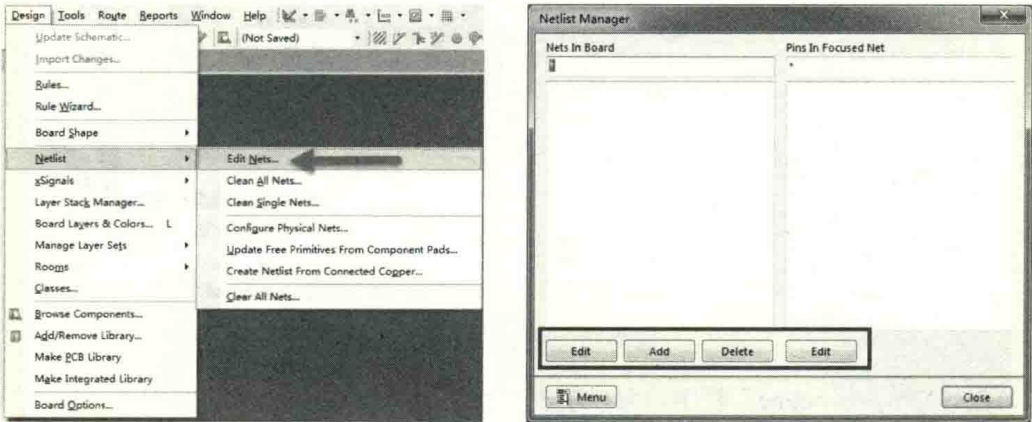 Design Tools Route Reports Window Help
Update Schematic...
(Not Saved)
Import Changes...
Rules...
Rule Wizard...
Board Shape
Netlist
xSignals
Layer Stack Manager...
Board Layers & Colors... L
Manage Layer Sets
Rooms
Classes...
Browse Components...
Add/Remove Library...
Make PCB Library
Make Integrated Library
Board Options...
Edit Nets...
Clean All Nets...
Clean Single Nets...
Configure Physical Nets...
Update Free Primitives From Component Pads...
Create Netlist From Connected Copper...
Clear All Nets...
Netlist Manager
Nets In Board
Pins In Focused Net
*
Edit Add Delete Edit
Menu
Close